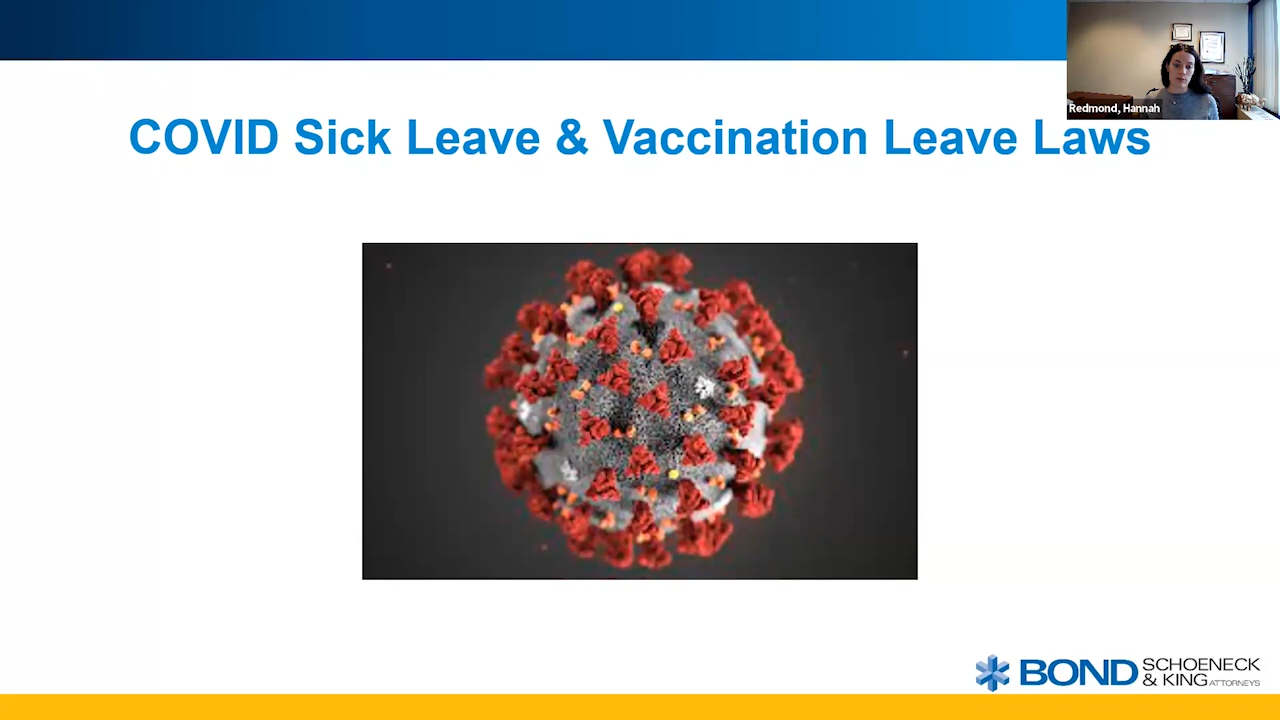 Redmond, Hannah
COVID Sick Leave & Vaccination Leave Laws
BOND SCHOENECK
& KING ATTORNEYS